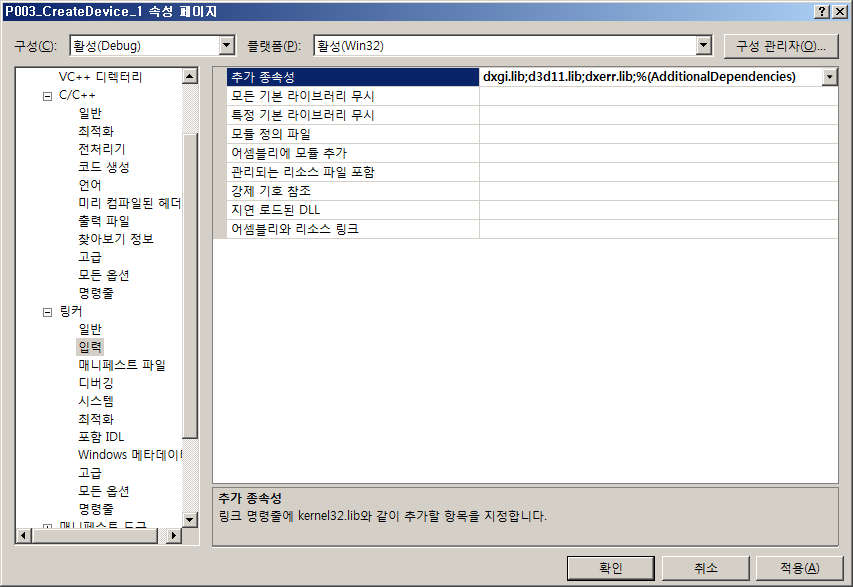 P003_CreateDevice_1 속성 페이지
구성(C): 활성(Debug) 플랫폼(P): 활성(Win32) 구성 관리자(O)...
VC++ 디렉터리
C/C++
일반
최적화
전처리기
코드 생성
언어
미리 컴파일된 헤더
출력 파일
찾아보기 정보
고급
모든 옵션
명령줄
링커
일반
입력
매니페스트 파일
디버깅
시스템
최적화
포함 IDL
Windows 메타데이터
고급
모든 옵션
명령줄
매니페스트 도구
추가 종속성 dxgi.lib;d3d11.lib;dxerr.lib;%(AdditionalDependencies)
모든 기본 라이브러리 무시
특정 기본 라이브러리 무시
모듈 정의 파일
어셈블리에 모듈 추가
관리되는 리소스 파일 포함
강제 기호 참조
지연 로드된 DLL
어셈블리와 리소스 링크
추가 종속성
링크 명령줄에 kernel32.lib와 같이 추가할 항목을 지정합니다.
확인 취소 적용(A)